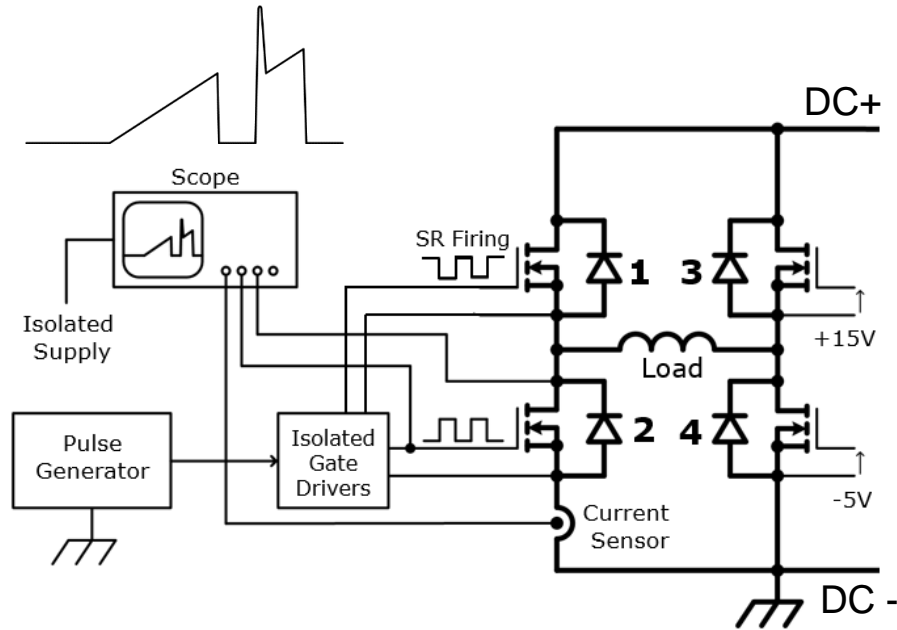 DC+
Scope
SR Firing
1
3
Isolated
Supply
+15V
Load
Pulse
Generator
Isolated
Gate
Drivers
2
4
Current
Sensor
-5V
DC -